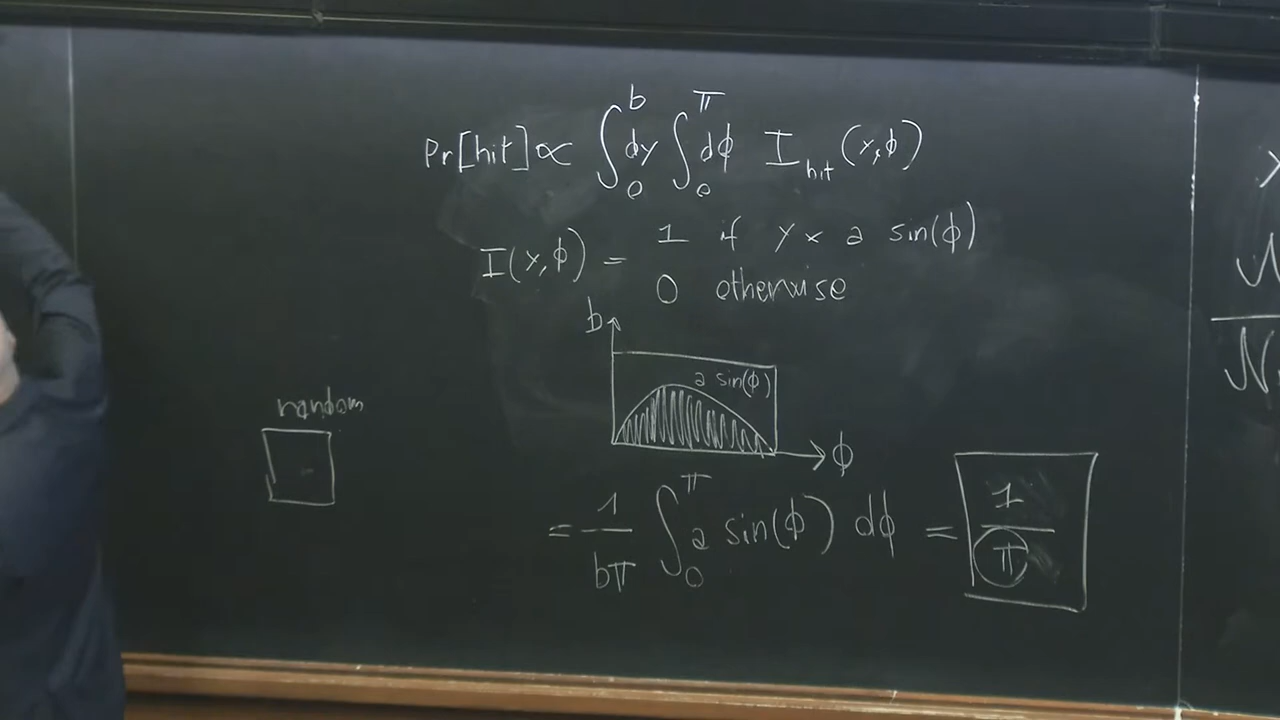 Pr[hit] ∝ ∫₀ᵇ dy ∫₀^π dϕ I_hit (x,ϕ)
I(x,ϕ) = 1 if y × a sin(ϕ)
0 otherwise
b
a sin(ϕ)
ϕ
random
= 1/(bπ) ∫₀^π a sin(ϕ) dϕ = 1/π